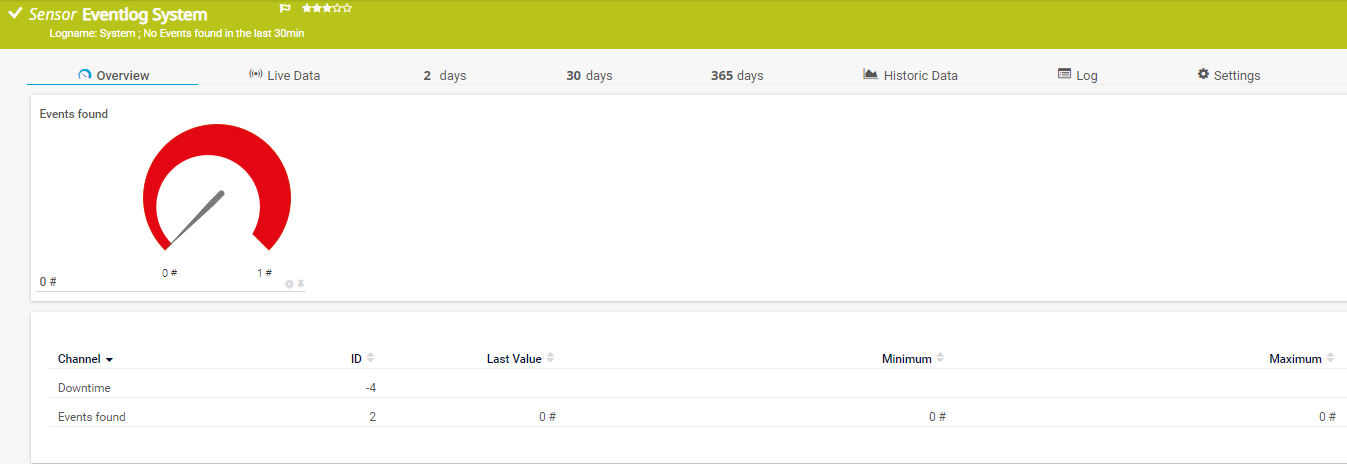 Sensor Eventlog System
Logname: System ; No Events found in the last 30min
Overview Live Data 2 days 30 days 365 days Historic Data Log Settings
Events found
0 # 1 #
0 #
Channel ID Last Value Minimum Maximum
Downtime -4
Events found 2 0 # 0 # 0 #